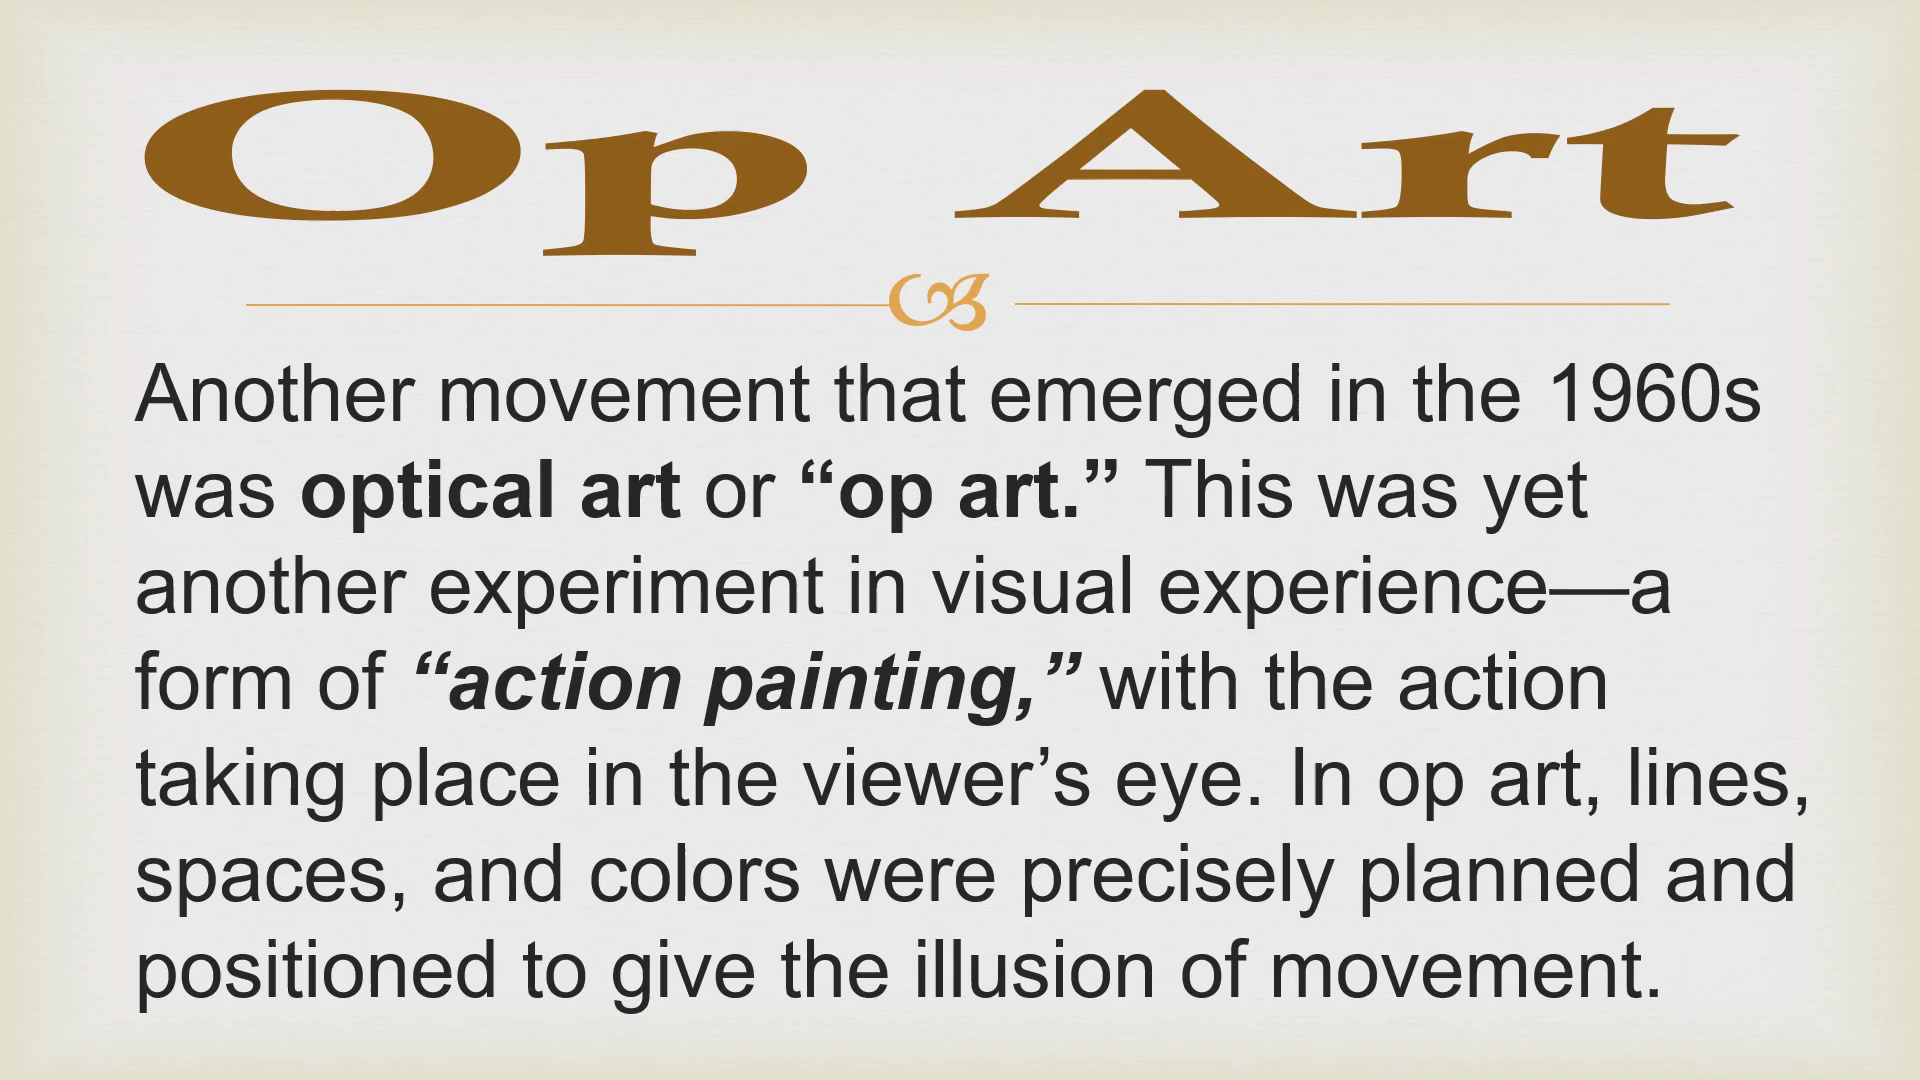 Op Art
Another movement that emerged in the 1960s
was optical art or “op art.” This was yet
another experiment in visual experience—a
form of “action painting,” with the action
taking place in the viewer’s eye. In op art, lines,
spaces, and colors were precisely planned and
positioned to give the illusion of movement.